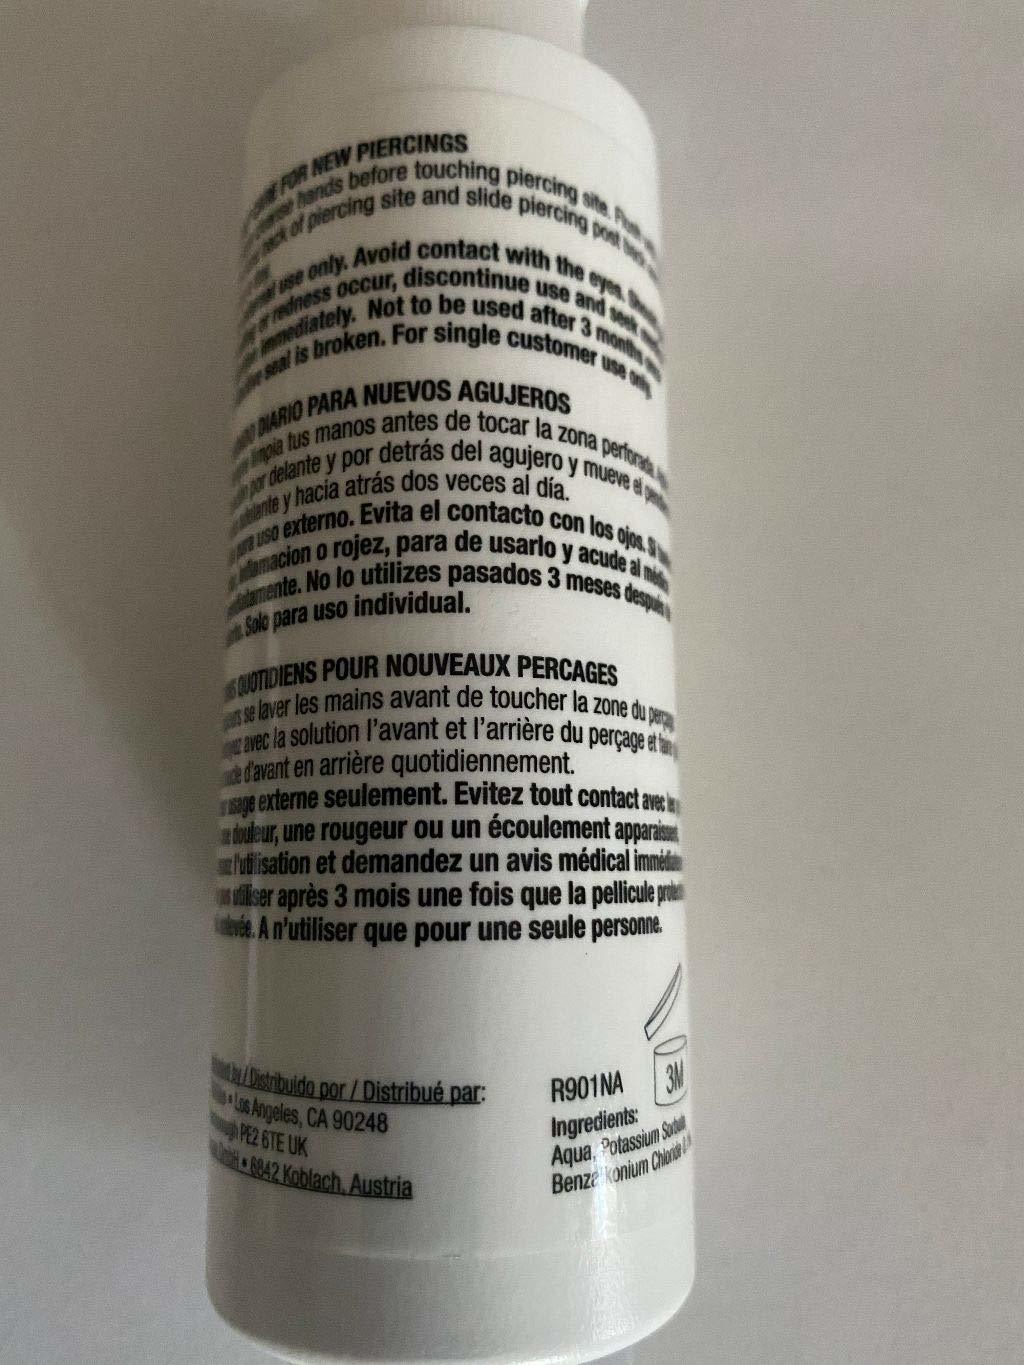 FOR NEW PIERCINGS
hands before touching piercing site.
back of piercing site and slide piercing post
use only. Avoid contact with the eyes.
or redness occur, discontinue use and seek
immediately. Not to be used after 3 months
seal is broken. For single customer use only.
DIARIO PARA NUEVOS AGUJEROS
limpia tus manos antes de tocar la zona perforada.
por delante y por detrás del agujero y mueve el
y hacia atrás dos veces al día.
uso externo. Evita el contacto con los ojos. Si
inflamacion o rojez, para de usarlo y acude al
No lo utilizes pasados 3 meses después
Solo para uso individual.
QUOTIDIENS POUR NOUVEAUX PERCAGES
se laver les mains avant de toucher la zone du
avec la solution l'avant et l'arrière du perçage et
d'avant en arrière quotidiennement.
usage externe seulement. Evitez tout contact avec
douleur, une rougeur ou un écoulement
l'utilisation et demandez un avis médical
utiliser après 3 mois une fois que la pellicule
A n'utiliser que pour une seule personne.
by / Distribuido por / Distribué par:
• Los Angeles, CA 90248
PE2 6TE UK
GmbH • 6842 Koblach, Austria
R901NA
3M
Ingredients:
Aqua, Potassium
Benzalkonium Chloride